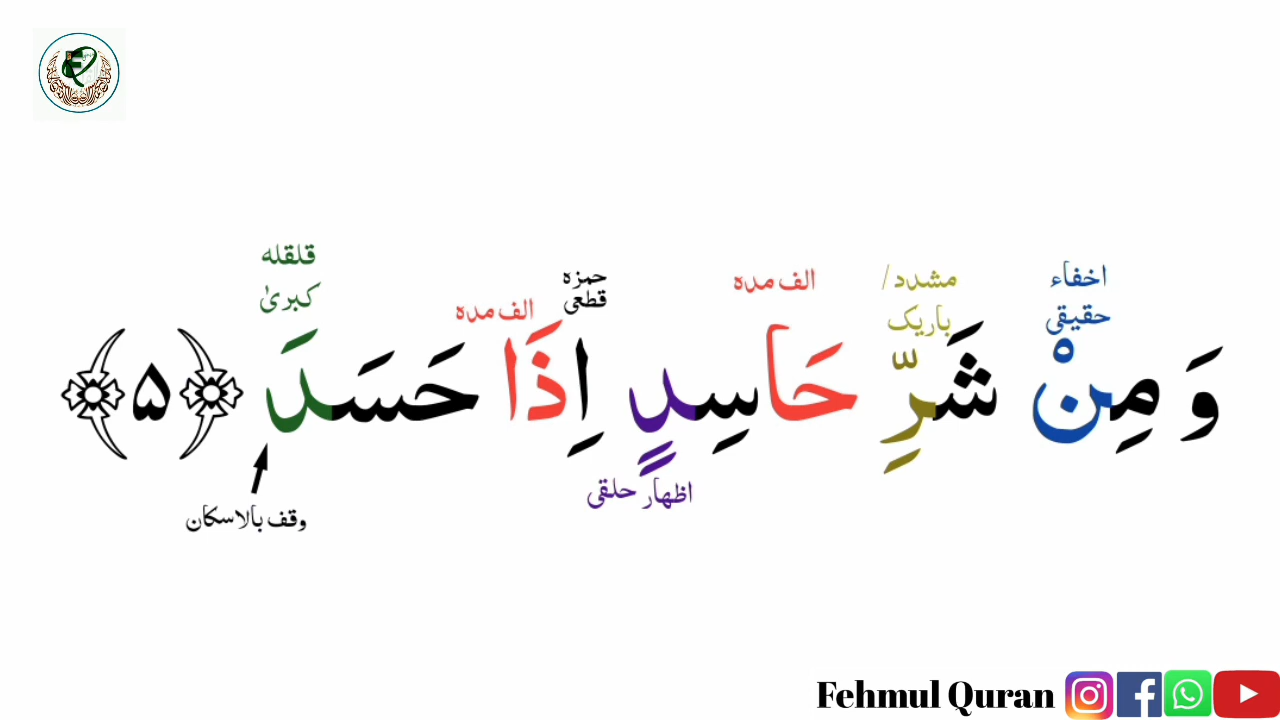 قلقلہ
کبریٰ
الف مدہ
حمزہ
قطعی
الف مدہ
مشدد/
باریک
اخفاء
حقیقی
وَ مِنْ شَرِّ حَاسِدٍ اِذَا حَسَدَ ﴿۵﴾
اظہار حلقی
وقف بالاسکان
Fehmul Quran